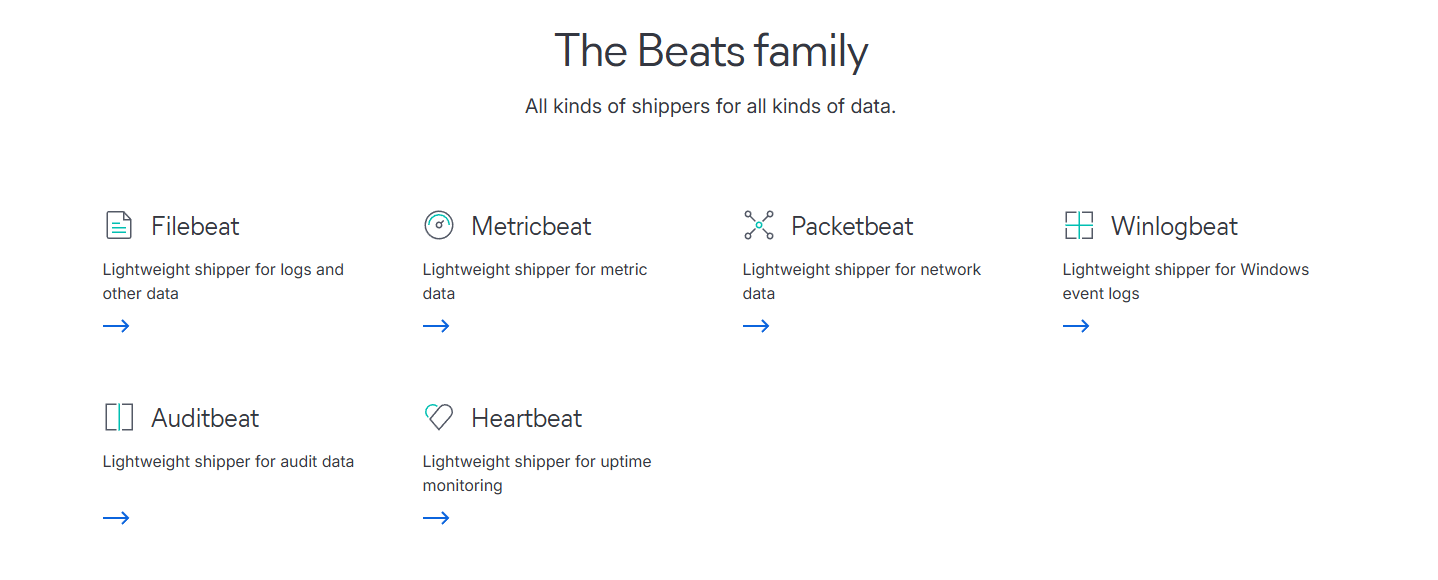 The Beats family
All kinds of shippers for all kinds of data.
Filebeat
Lightweight shipper for logs and
other data
Metricbeat
Lightweight shipper for metric
data
Packetbeat
Lightweight shipper for network
data
Winlogbeat
Lightweight shipper for Windows
event logs
Auditbeat
Lightweight shipper for audit data
Heartbeat
Lightweight shipper for uptime
monitoring